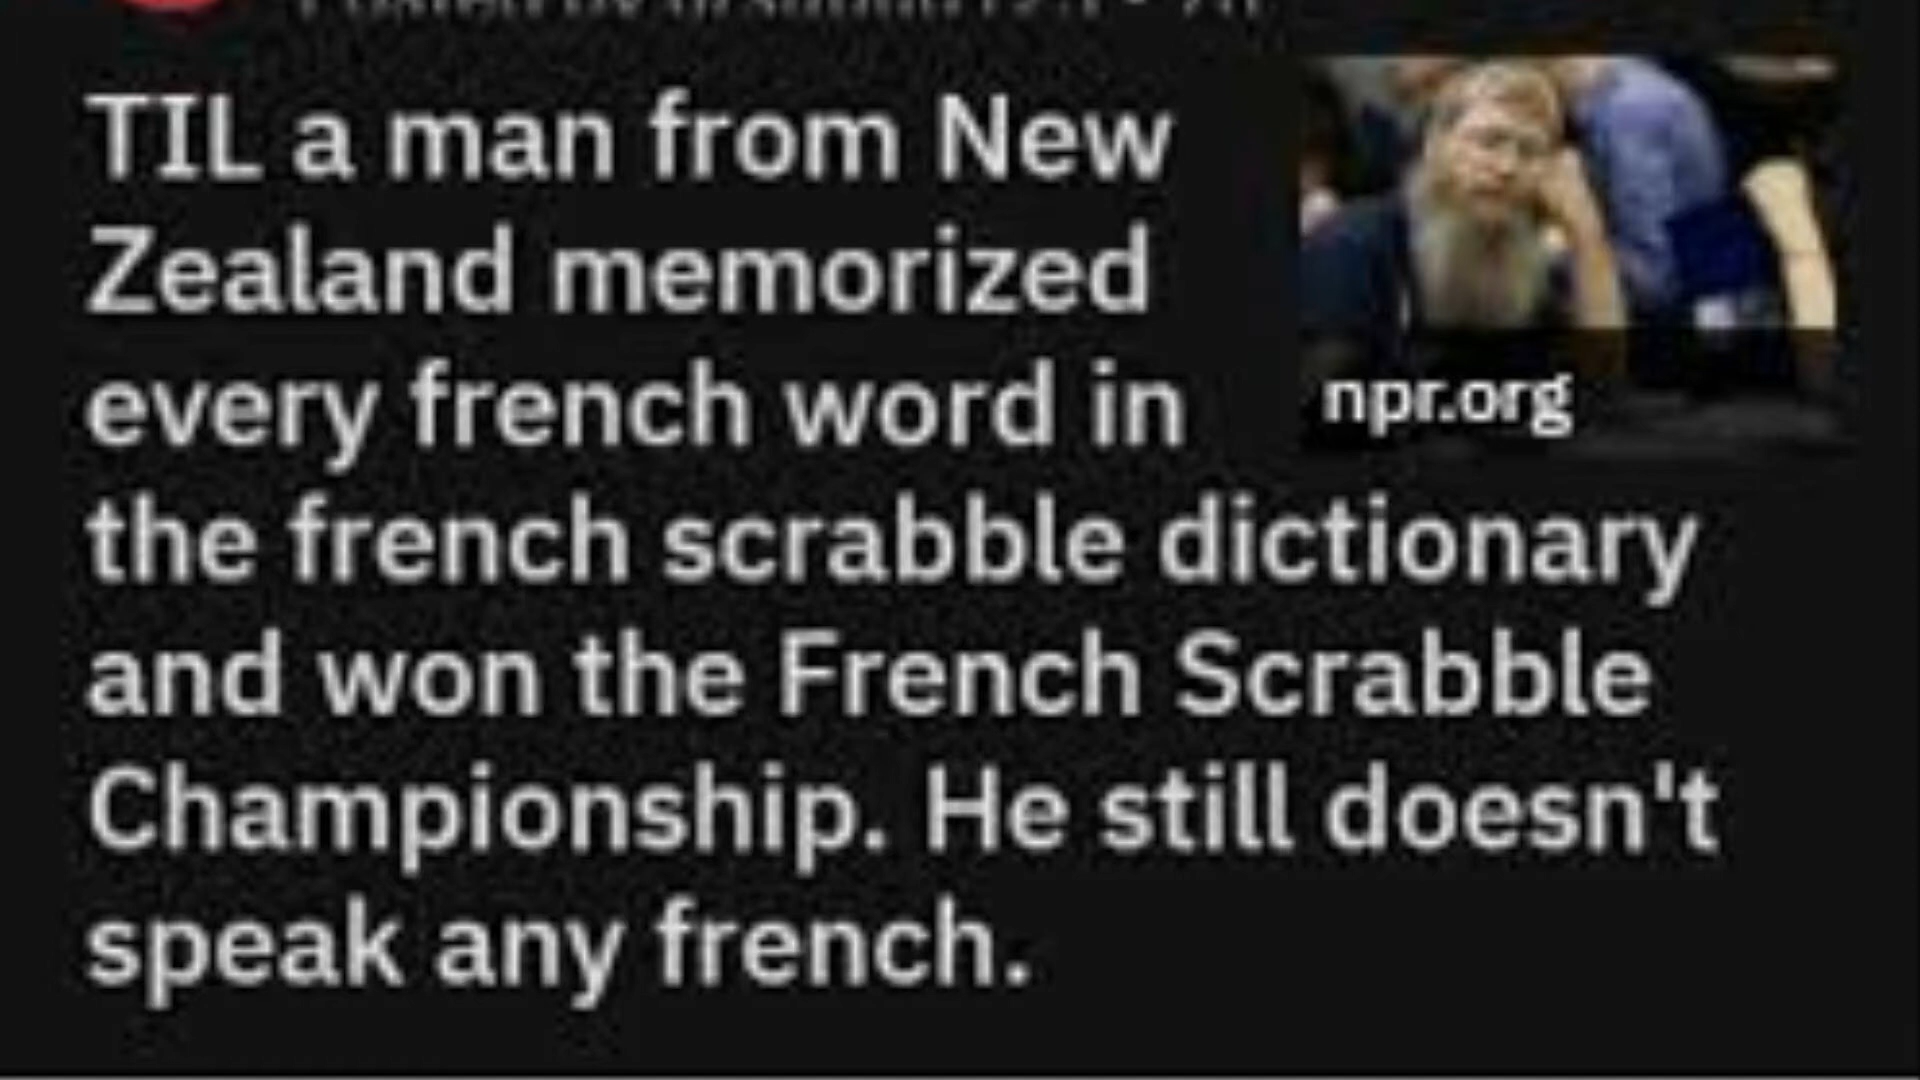 TIL a man from New
Zealand memorized
every french word in
the french scrabble dictionary
and won the French Scrabble
Championship. He still doesn't
speak any french.
npr.org